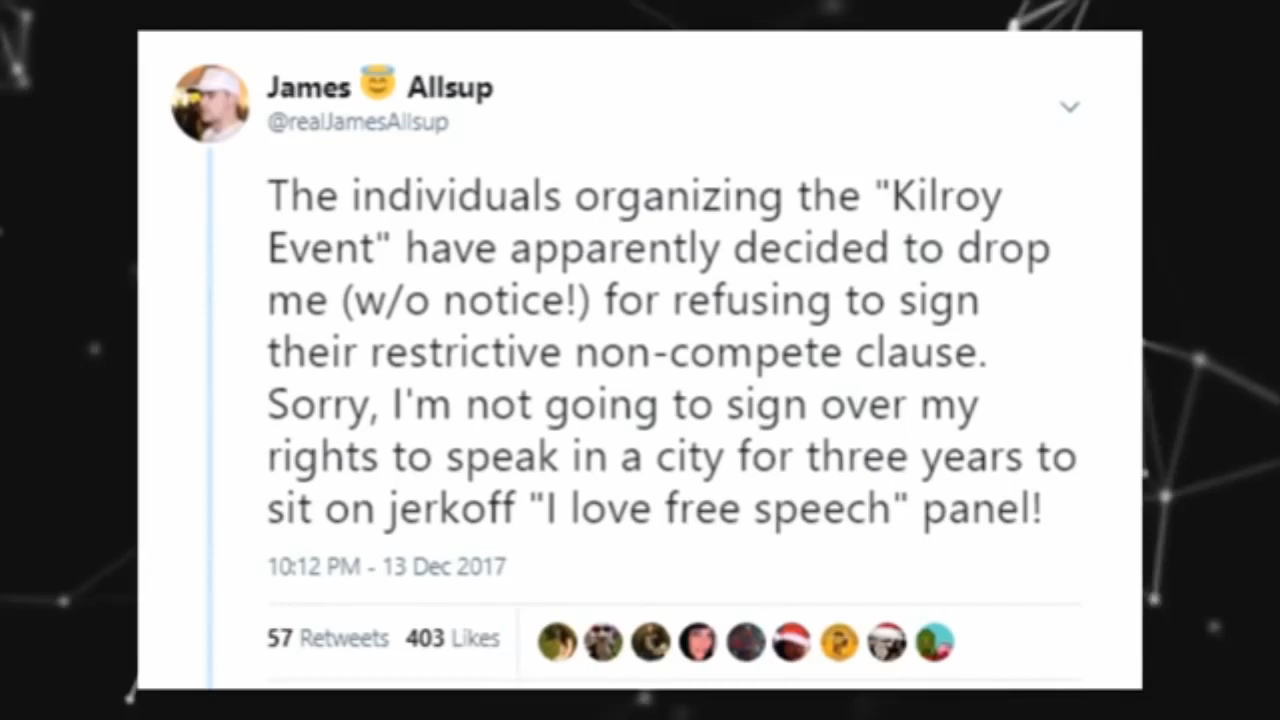 James 😇 Allsup
@realJamesAllsup
The individuals organizing the "Kilroy
Event" have apparently decided to drop
me (w/o notice!) for refusing to sign
their restrictive non-compete clause.
Sorry, I'm not going to sign over my
rights to speak in a city for three years to
sit on jerkoff "I love free speech" panel!
10:12 PM - 13 Dec 2017
57 Retweets 403 Likes